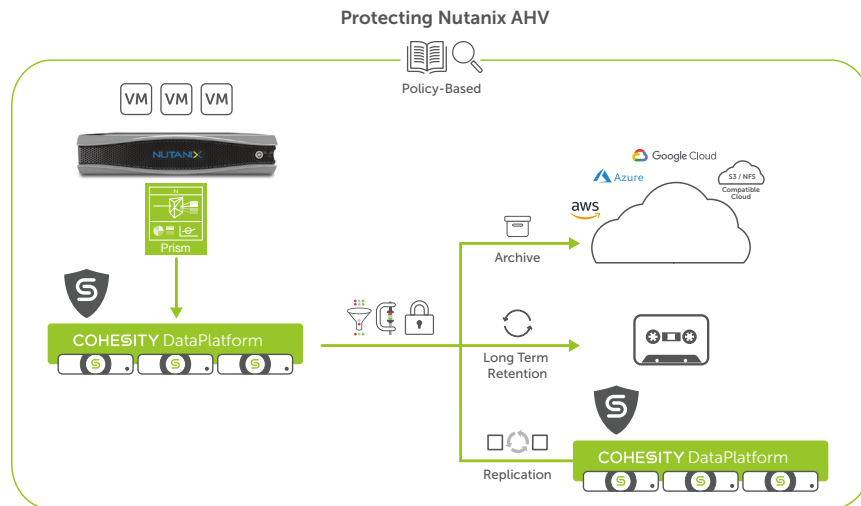 Protecting Nutanix AHV
Policy-Based
VM VM VM
NUTANIX
N
Prism
Google Cloud
Azure
S3 / NFS
Compatible
Cloud
aws
Archive
S
COHESITY DataPlatform
S S S
Long Term
Retention
S
Replication
COHESITY DataPlatform
S S S